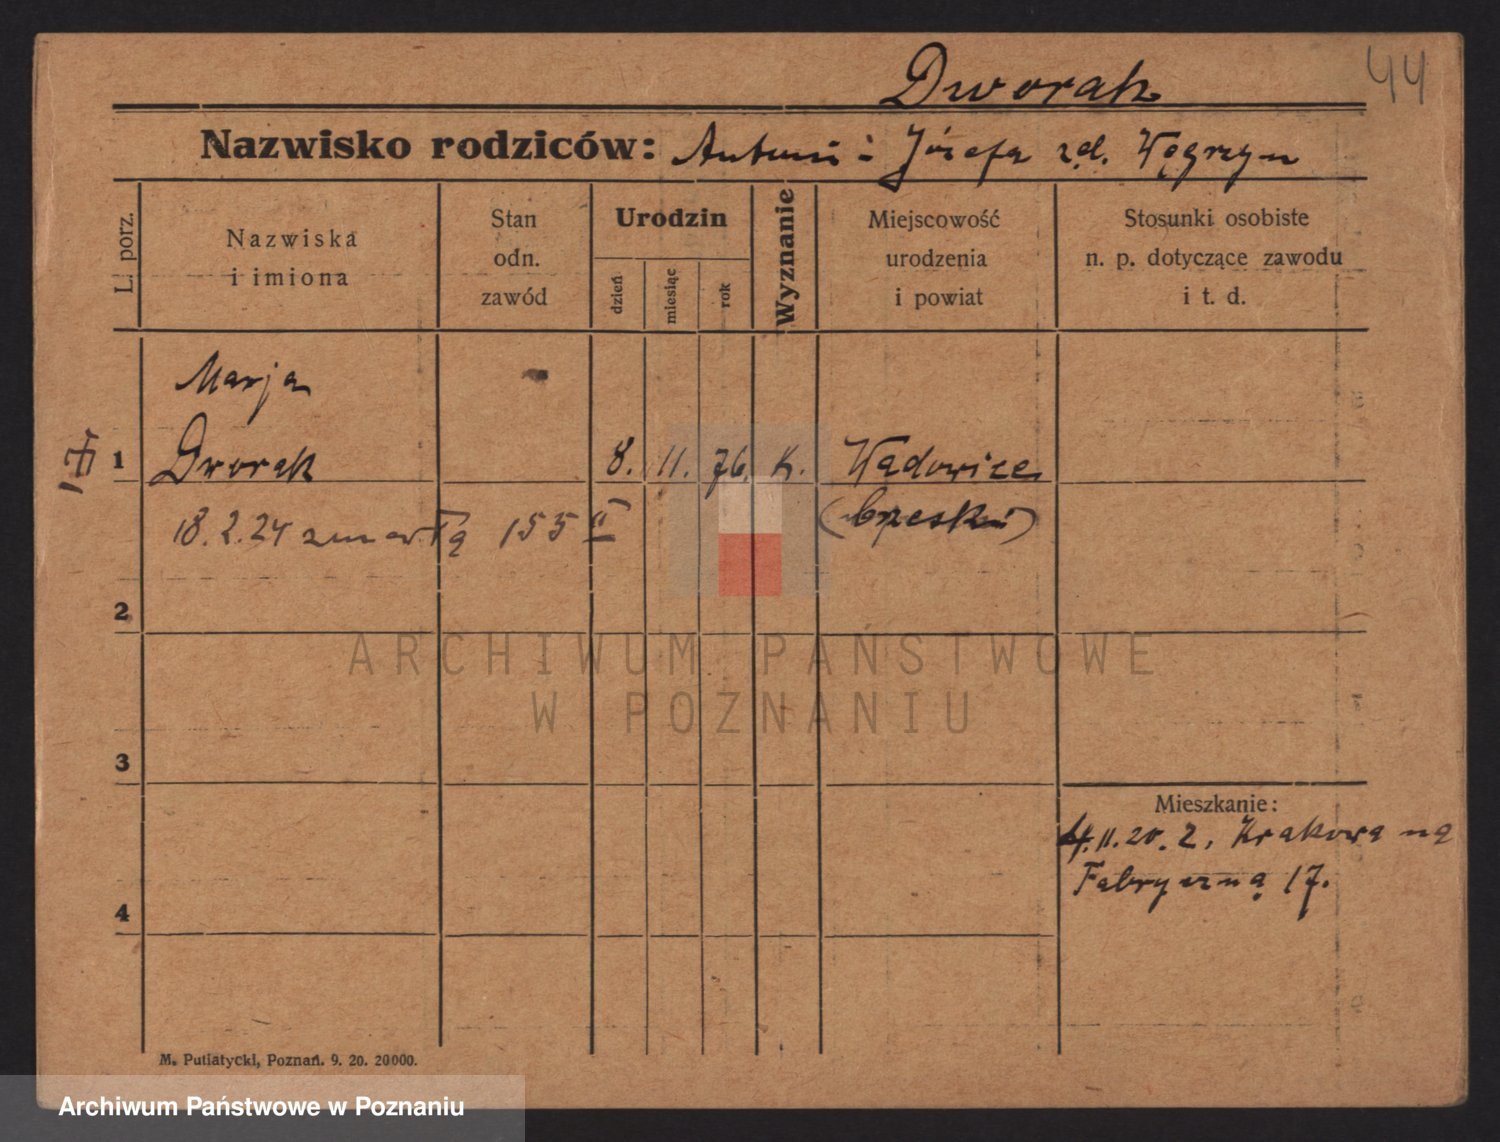 Dworak
44
Nazwisko rodziców: Antoni i Józefa zd. Węgrzyn
L. porz.
Nazwiska
i imiona
Stan
odn.
zawód
Urodzin
dzień
miesiąc
rok
Wyznanie
Miejscowość
urodzenia
i powiat
Stosunki osobiste
n. p. dotyczące zawodu
i t. d.
Marja
1 Dworak 8. 11. 76. K. Wadowice
18.2.24 zmarła 155 II
2
ARCHIWUM PAŃSTWOWE
W POZNANIU
3
Mieszkanie:
4.11.20. z. Krakowa na
Fabryczną 17.
4
M. Putiatycki, Poznań. 9. 20. 20000.
Archiwum Państwowe w Poznaniu